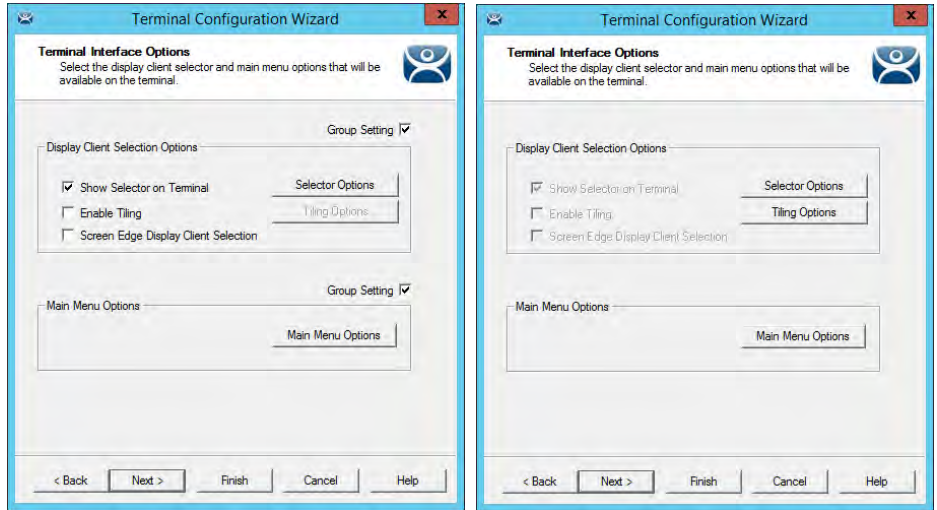 Terminal Configuration Wizard
x
Terminal Interface Options
Select the display client selector and main menu options that will be
available on the terminal.
Group Setting
Display Client Selection Options
Show Selector on Terminal
Selector Options
Enable Tiling
Tiling Options
Screen Edge Display Client Selection
Group Setting
Main Menu Options
Main Menu Options
< Back
Next >
Finish
Cancel
Help
Terminal Configuration Wizard
x
Terminal Interface Options
Select the display client selector and main menu options that will be
available on the terminal.
Display Client Selection Options
Show Selector on Terminal
Selector Options
Enable Tiling
Tiling Options
Screen Edge Display Client Selection
Main Menu Options
Main Menu Options
< Back
Next >
Finish
Cancel
Help